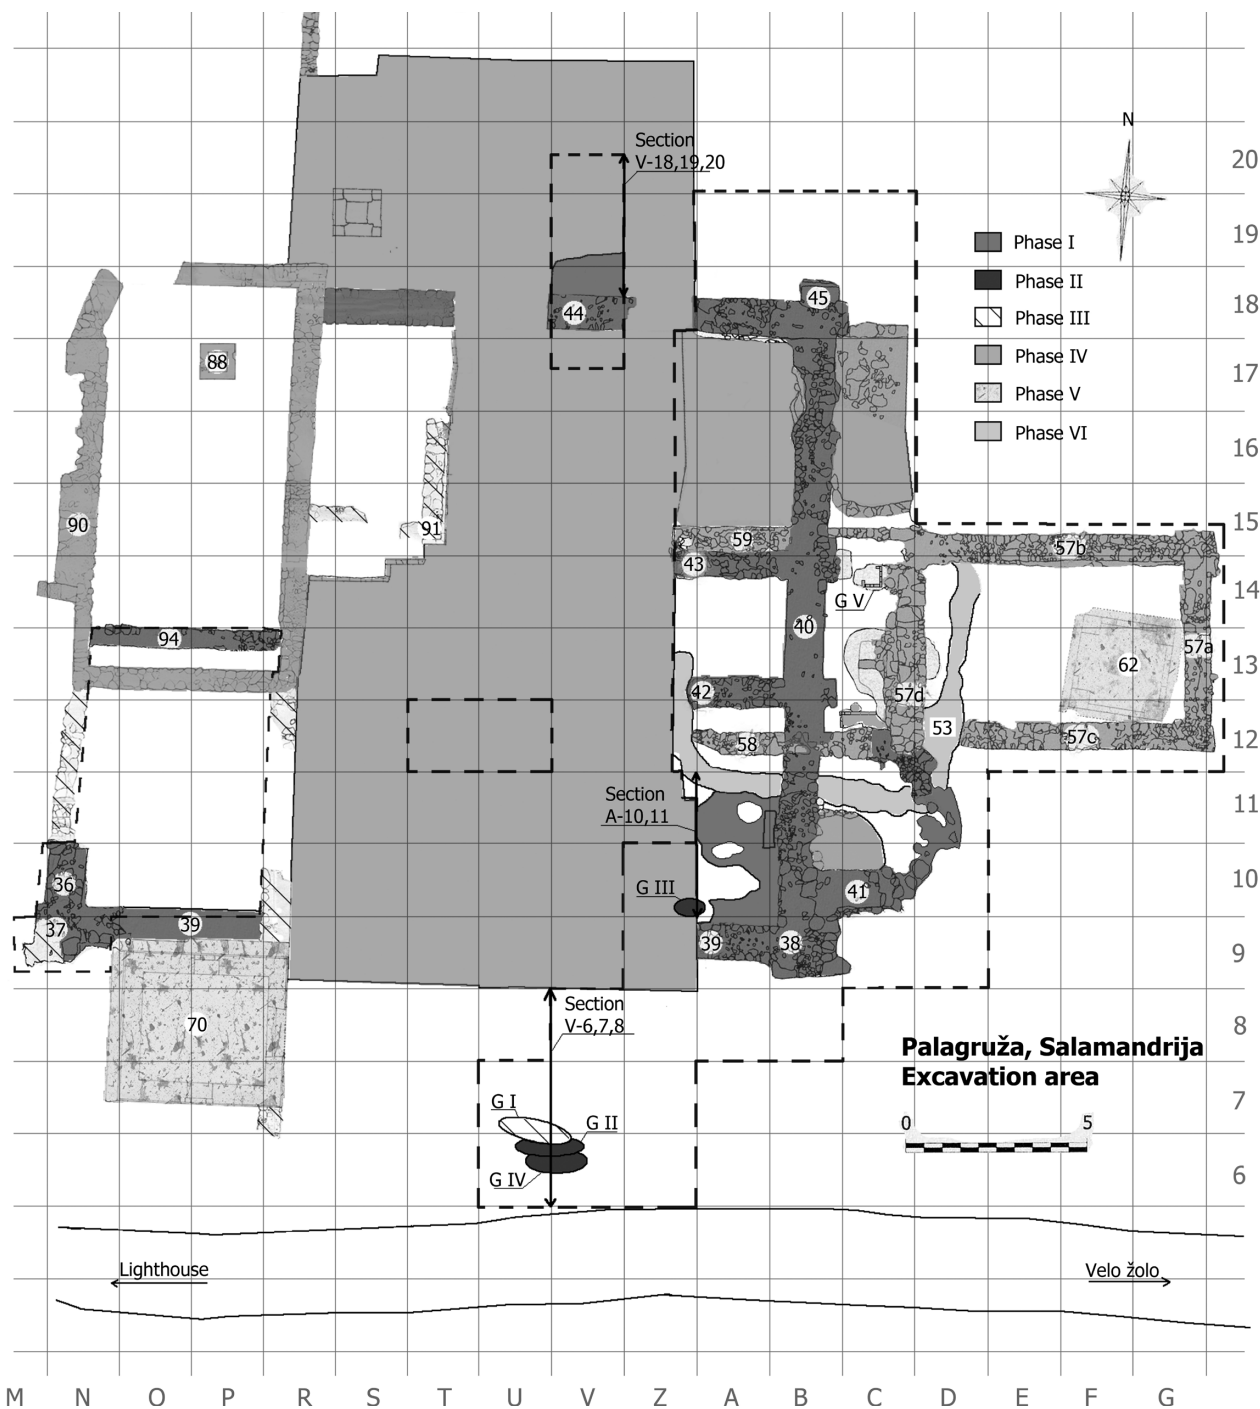 N
Section
V-18,19,20
20
19
Phase I
Phase II
Phase III
Phase IV
Phase V
Phase VI
45
44
18
88
17
16
90
91
59
57b
15
43
G V
14
94
40
62
57a
13
42
57d
58
53
57c
12
Section
A-10,11
11
36
G III
41
10
37
39
39
38
9
Section
V-6,7,8
70
8
Palagruža, Salamandrija
Excavation area
0 5
G I
G II
7
G IV
6
Lighthouse
Velo žolo
M N O P R S T U V Z A B C D E F G